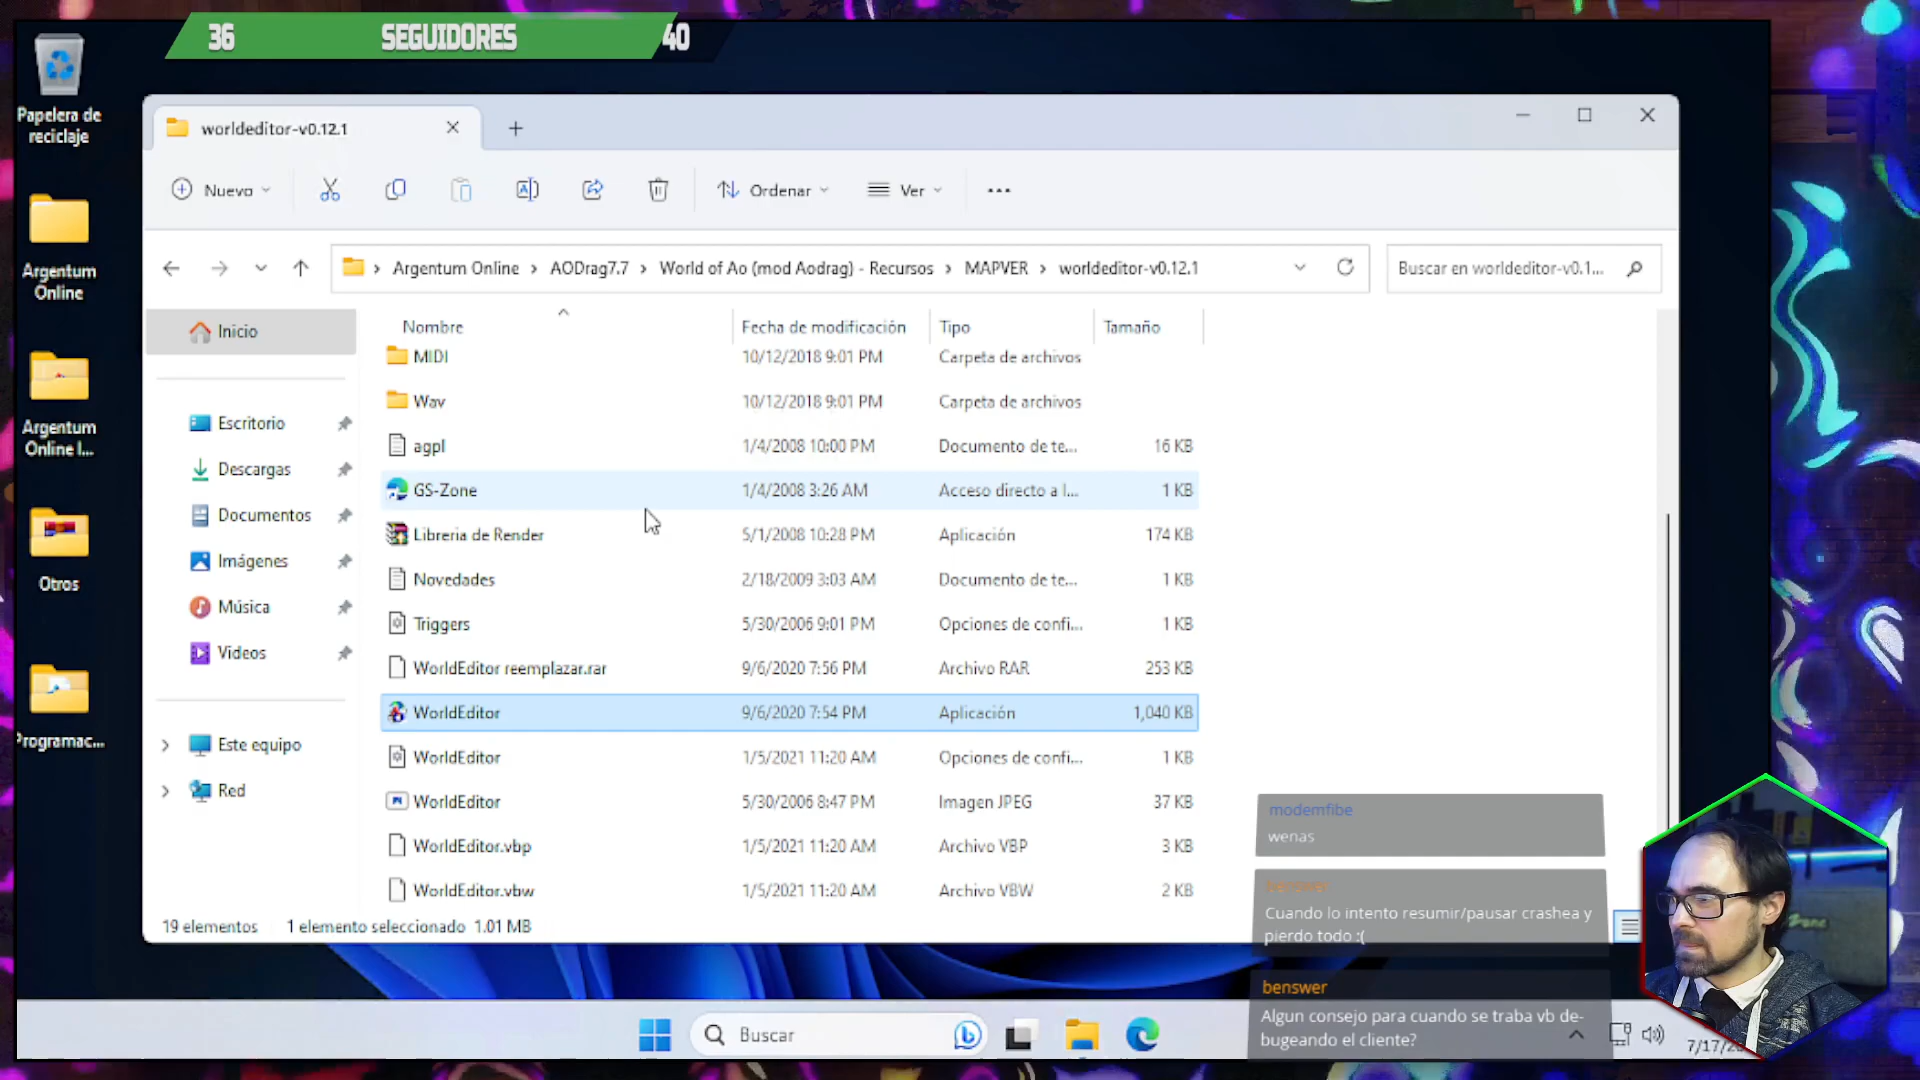 36 SEGUIDORES 40
Papelera de
reciclaje
Argentum
Online
Argentum
Online I...
Otros
Programac...
worldeditor-v0.12.1
Nuevo
Ordenar
Ver
Argentum Online > AODrag7.7 > World of Ao (mod Aodrag) - Recursos > MAPVER > worldeditor-v0.12.1
Buscar en worldeditor-v0.1...
Inicio
Escritorio
Descargas
Documentos
Imágenes
Música
Videos
Este equipo
Red
Nombre Fecha de modificación Tipo Tamaño
MIDI 10/12/2018 9:01 PM Carpeta de archivos
Wav 10/12/2018 9:01 PM Carpeta de archivos
agpl 1/4/2008 10:00 PM Documento de te... 16 KB
GS-Zone 1/4/2008 3:26 AM Acceso directo a I... 1 KB
Libreria de Render 5/1/2008 10:28 PM Aplicación 174 KB
Novedades 2/18/2009 3:03 AM Documento de te... 1 KB
Triggers 5/30/2006 9:01 PM Opciones de confi... 1 KB
WorldEditor reemplazar.rar 9/6/2020 7:56 PM Archivo RAR 253 KB
WorldEditor 9/6/2020 7:54 PM Aplicación 1,040 KB
WorldEditor 1/5/2021 11:20 AM Opciones de confi... 1 KB
WorldEditor 5/30/2006 8:47 PM Imagen JPEG 37 KB
WorldEditor.vbp 1/5/2021 11:20 AM Archivo VBP 3 KB
WorldEditor.vbw 1/5/2021 11:20 AM Archivo VBW 2 KB
19 elementos 1 elemento seleccionado 1.01 MB
modemfibe
wenas
benswer
Cuando lo intento resumir/pausar crashea y
pierdo todo :(
benswer
Algun consejo para cuando se traba vb de-
bugeando el cliente?
Buscar